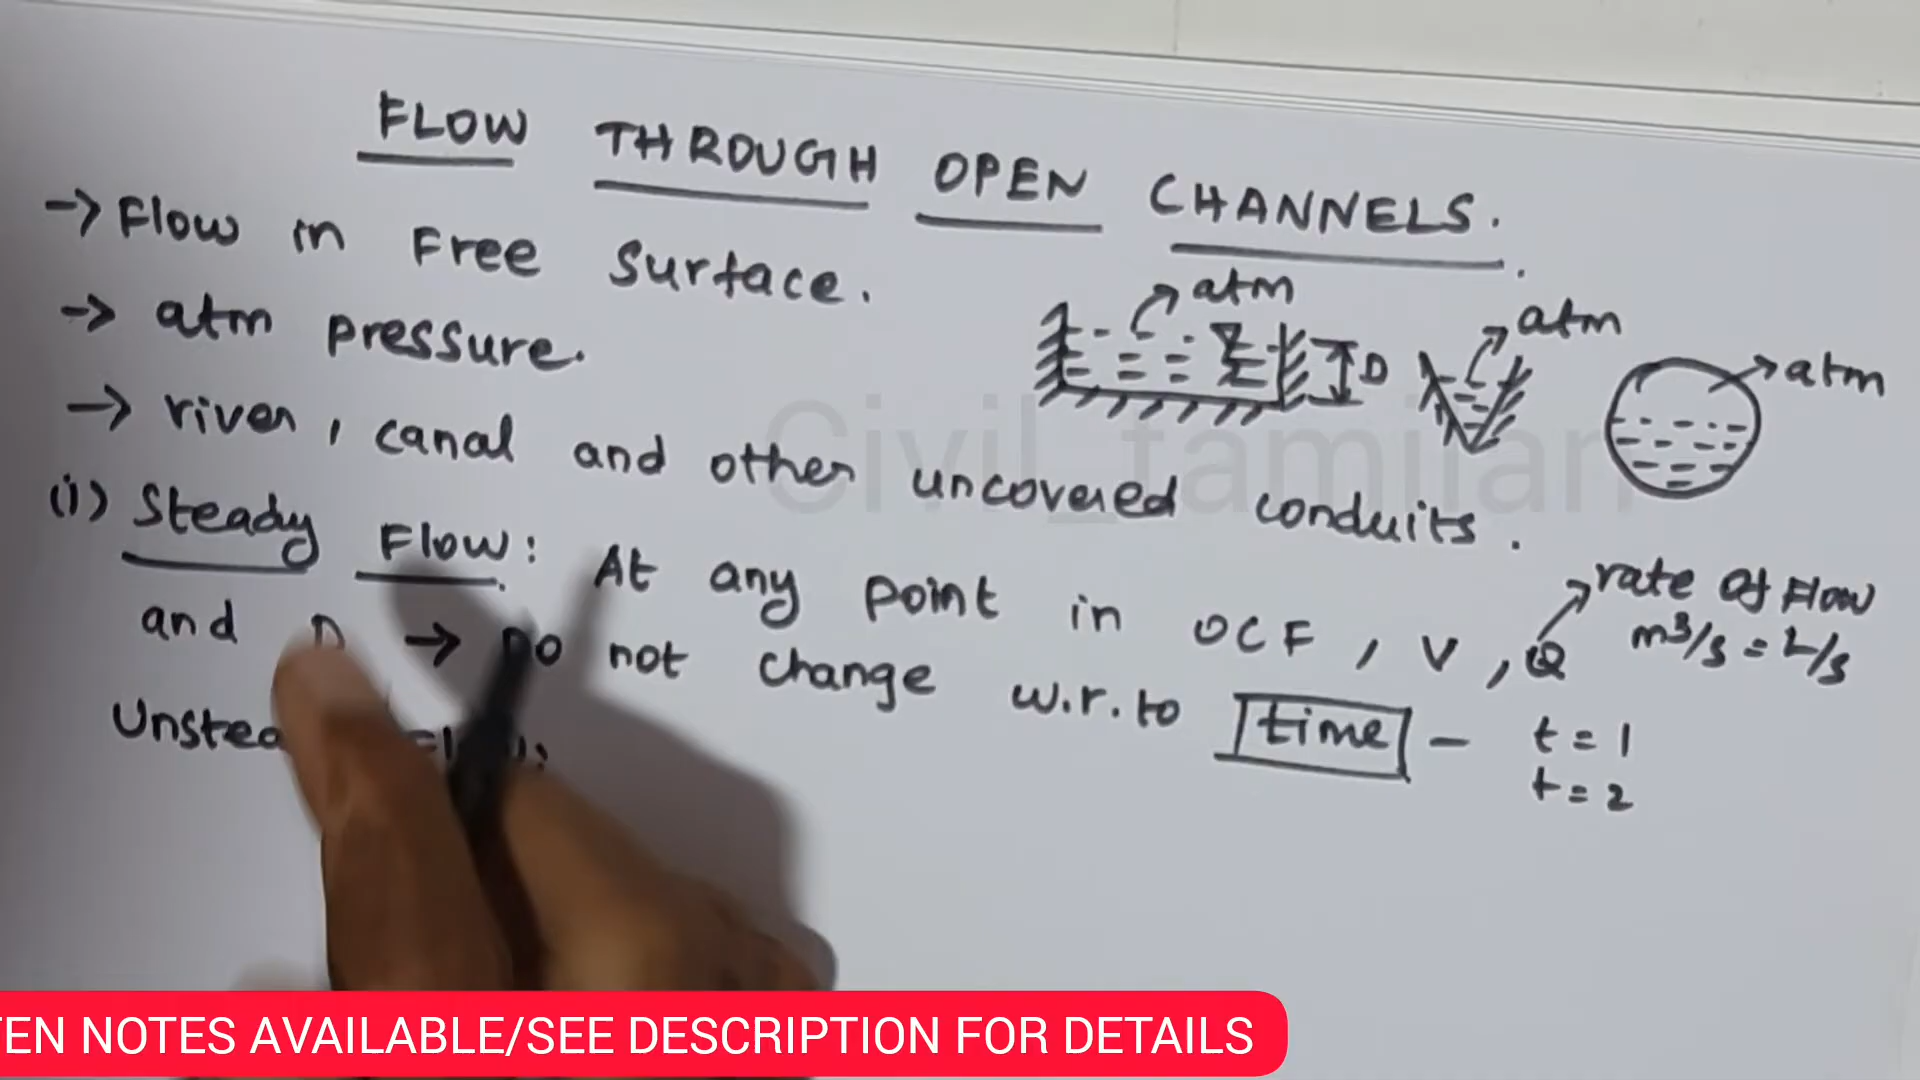 FLOW THROUGH OPEN CHANNELS.
→ Flow in Free surface.
→ atm pressure.
atm
D
atm
atm
→ river, canal and other uncovered conduits.
Civil_tamilan
(i) Steady Flow: At any point in OCF, V, Q
rate of Flow
m³/s = L/s
and D → Do not change w.r.to time – t = 1
t = 2
EN NOTES AVAILABLE/SEE DESCRIPTION FOR DETAILS